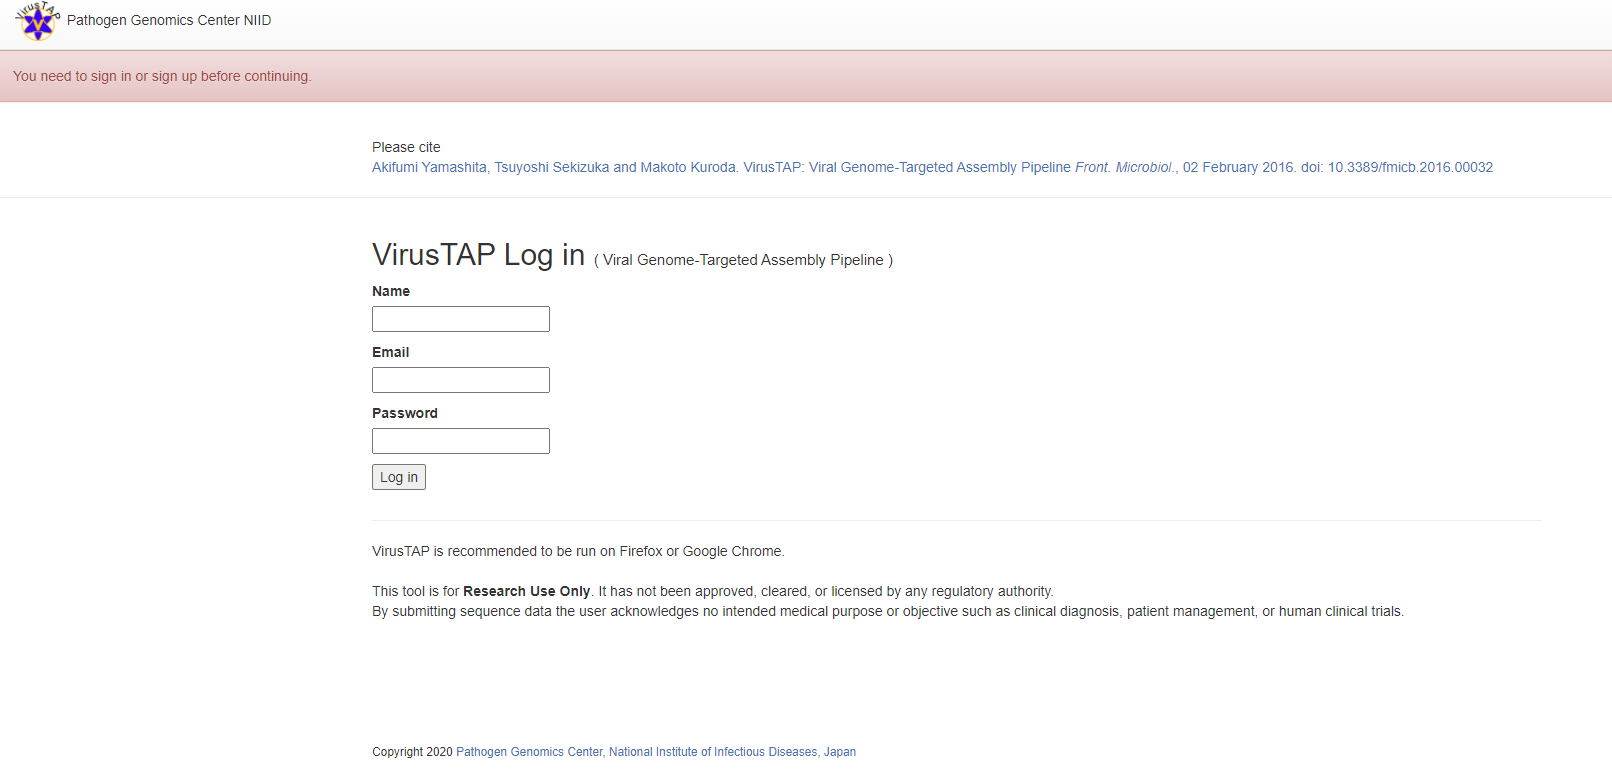 VirusTAP
Pathogen Genomics Center NIID
You need to sign in or sign up before continuing.
Please cite
Akifumi Yamashita, Tsuyoshi Sekizuka and Makoto Kuroda. VirusTAP: Viral Genome-Targeted Assembly Pipeline Front. Microbiol., 02 February 2016. doi: 10.3389/fmicb.2016.00032
VirusTAP Log in ( Viral Genome-Targeted Assembly Pipeline )
Name
Email
Password
Log in
VirusTAP is recommended to be run on Firefox or Google Chrome.
This tool is for Research Use Only. It has not been approved, cleared, or licensed by any regulatory authority.
By submitting sequence data the user acknowledges no intended medical purpose or objective such as clinical diagnosis, patient management, or human clinical trials.
Copyright 2020 Pathogen Genomics Center, National Institute of Infectious Diseases, Japan